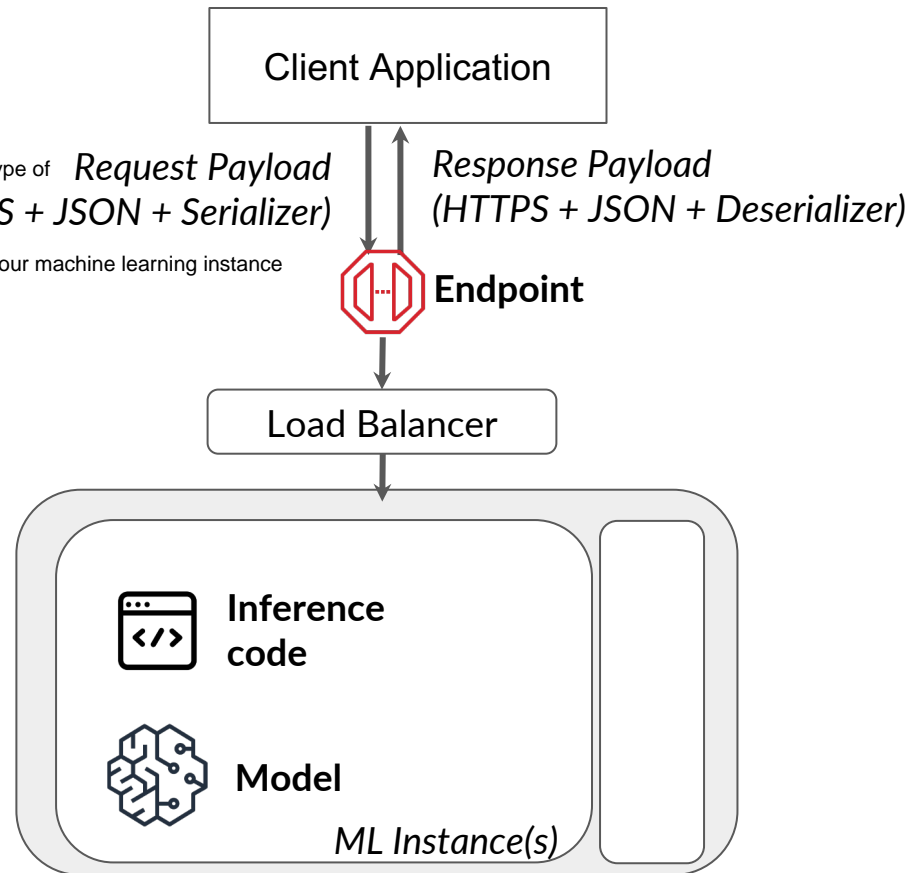 Client Application
ype of Request Payload
S + JSON + Serializer)
our machine learning instance
Response Payload
(HTTPS + JSON + Deserializer)
Endpoint
Load Balancer
Inference
code
Model
ML Instance(s)